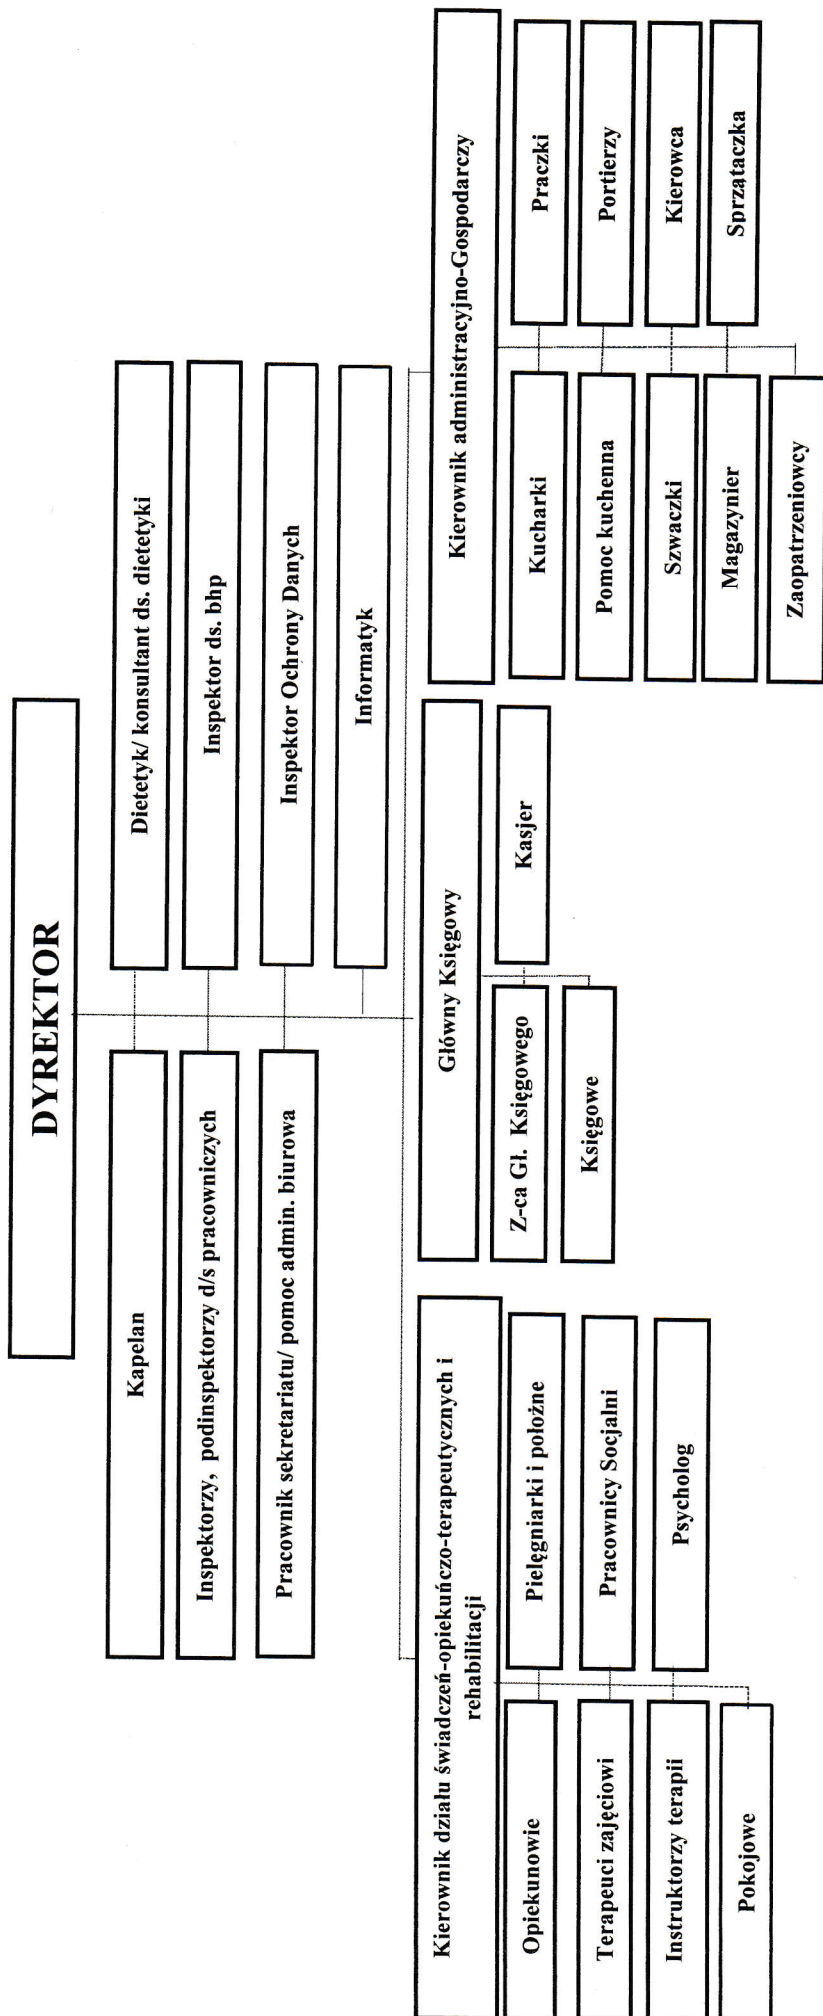 DYREKTOR
Kapelan
Dietetyk/ konsultant ds. dietetyki
Inspektorzy, podinspektorzy d/s pracowniczych
Inspektor ds. bhp
Pracownik sekretariatu/ pomoc admin. biurowa
Inspektor Ochrony Danych
Informatyk
Kierownik działu świadczeń-opiekuńczo-terapeutycznych i
rehabilitacji
Opiekunowie
Pielęgniarki i położne
Terapeuci zajęciowi
Pracownicy Socjalni
Instruktorzy terapii
Psycholog
Pokojowe
Główny Księgowy
Z-ca Gł. Księgowego
Kasjer
Księgowe
Kierownik administracyjno-Gospodarczy
Kucharki
Praczki
Pomoc kuchenna
Portierzy
Szwaczki
Kierowca
Magazynier
Sprzątaczka
Zaopatrzeniowcy